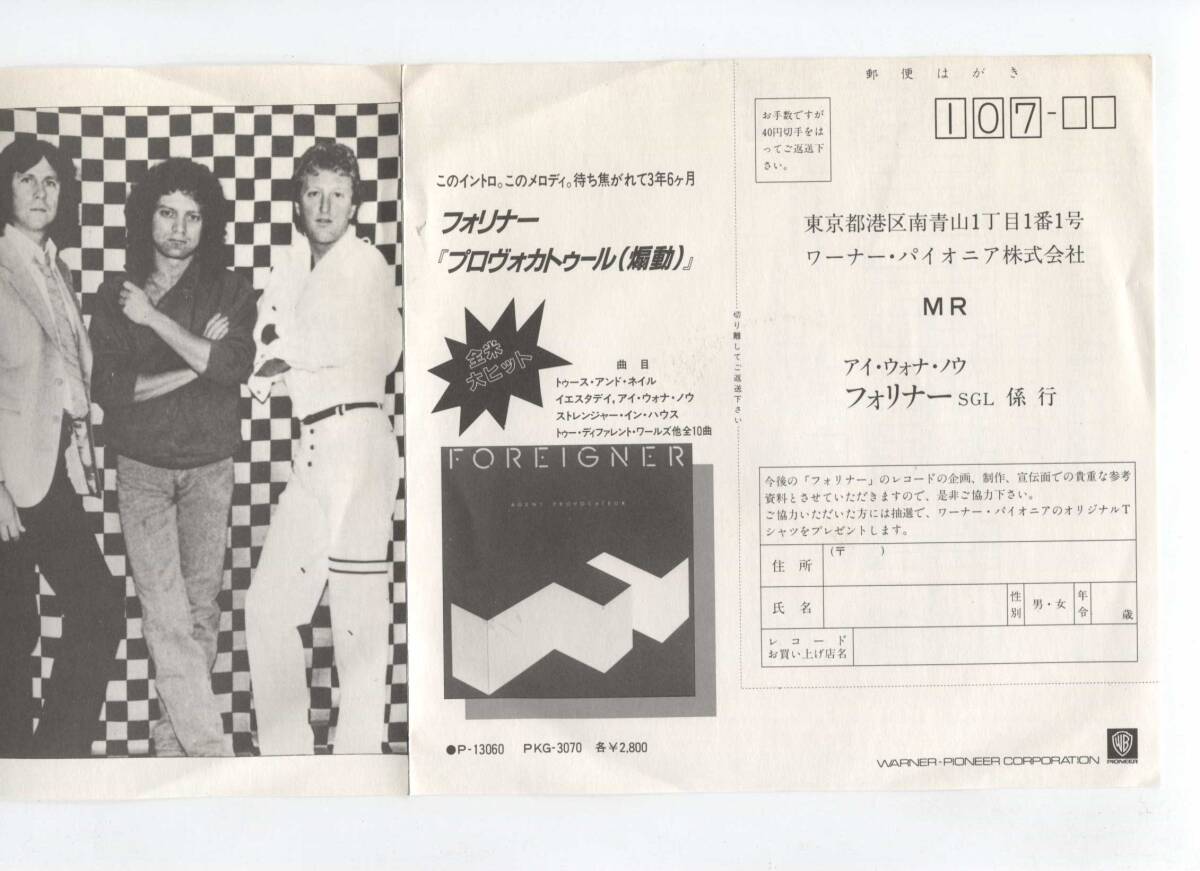 このイントロ。このメロディ。待ち焦がれて3年6ヶ月
フォリナー
『プロヴォカトゥール(煽動)』
全米
大ヒット
曲目
トゥース・アンド・ネイル
イエスタデイ,アイ・ウォナ・ノウ
ストレンジャー・イン・ハウス
トゥー・ディファレント・ワールズ他全10曲
FOREIGNER
AGENT PROVOCATEUR
●P-13060 PKG-3070 各¥2,800
切り離してご返送下さい
郵便はがき
お手数ですが
40円切手をは
ってご返送下
さい。
107-
東京都港区南青山1丁目1番1号
ワーナー・パイオニア株式会社
MR
アイ・ウォナ・ノウ
フォリナー SGL 係 行
今後の「フォリナー」のレコードの企画、制作、宣伝面での貴重な参考
資料とさせていただきますので、是非ご協力下さい。
ご協力いただいた方には抽選で、ワーナー・パイオニアのオリジナルT
シャツをプレゼントします。
住所 (〒 )
氏名 性別 男・女 年令 歳
レコード
お買い上げ店名
WARNER-PIONEER CORPORATION
WB
PIONEER